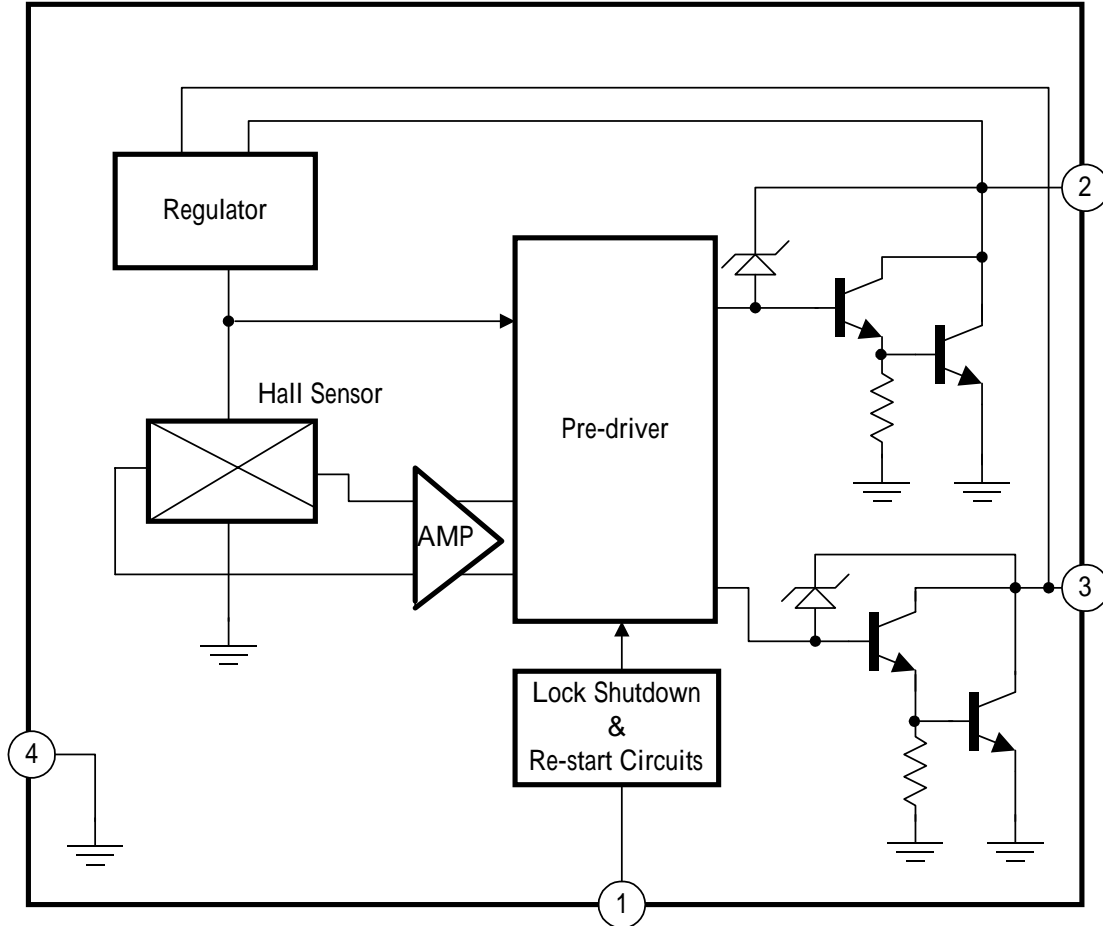 Regulator
2
Hall Sensor
Pre-driver
AMP
3
Lock Shutdown
&
Re-start Circuits
4
1